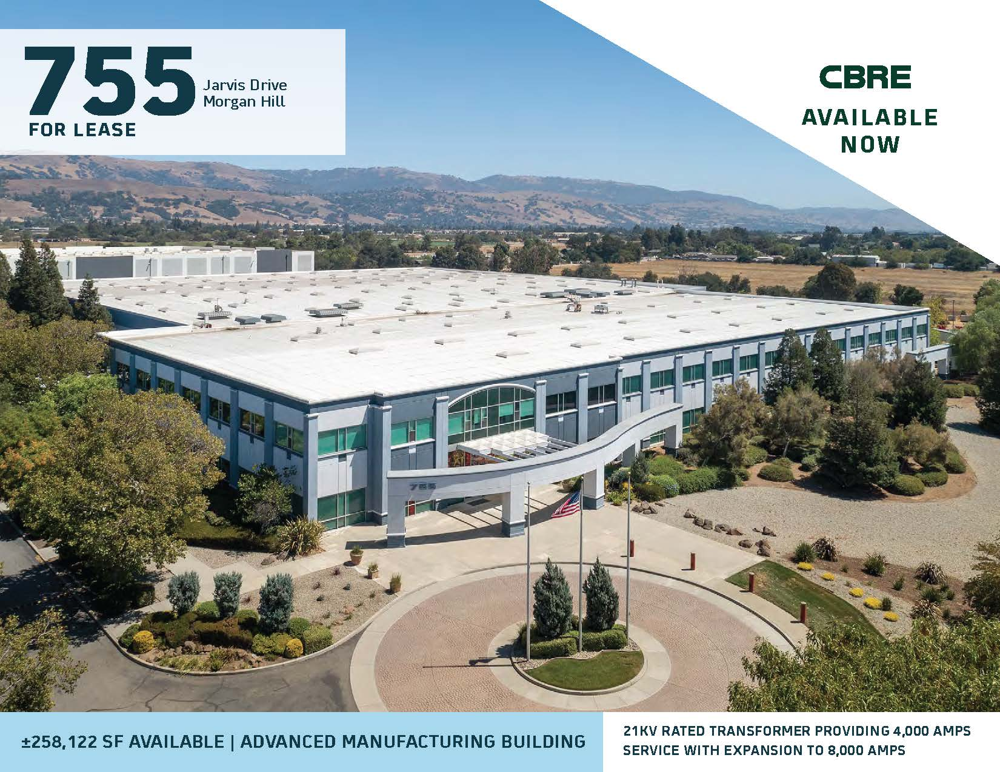 755
Jarvis Drive
Morgan Hill
FOR LEASE
CBRE
AVAILABLE
NOW
755
±258,122 SF AVAILABLE | ADVANCED MANUFACTURING BUILDING
21KV RATED TRANSFORMER PROVIDING 4,000 AMPS
SERVICE WITH EXPANSION TO 8,000 AMPS